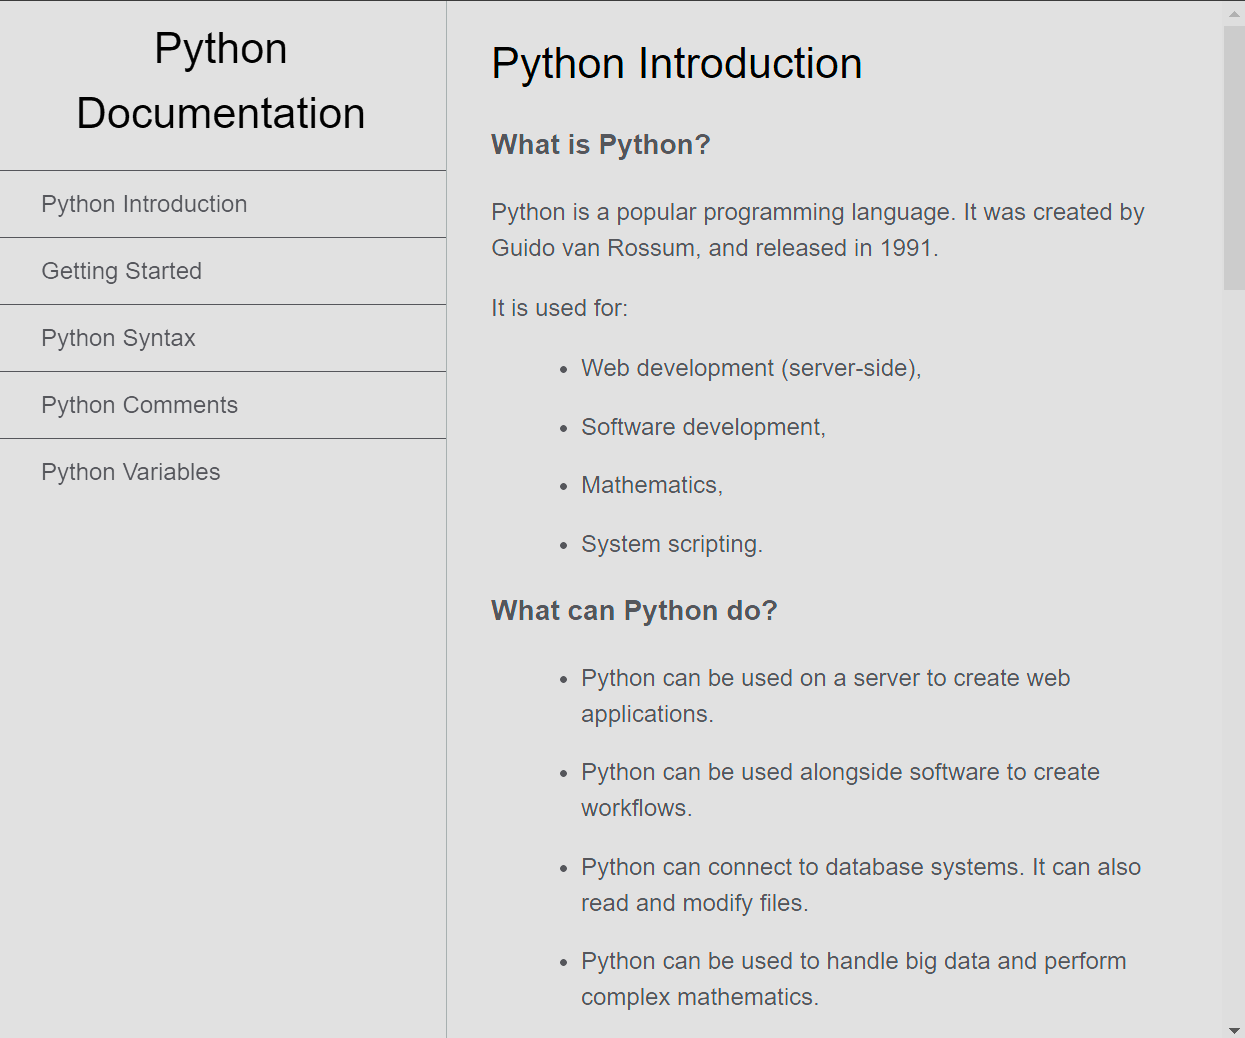 Python
Documentation
Python Introduction
Getting Started
Python Syntax
Python Comments
Python Variables
Python Introduction
What is Python?
Python is a popular programming language. It was created by
Guido van Rossum, and released in 1991.
It is used for:
• Web development (server-side),
• Software development,
• Mathematics,
• System scripting.
What can Python do?
• Python can be used on a server to create web
applications.
• Python can be used alongside software to create
workflows.
• Python can connect to database systems. It can also
read and modify files.
• Python can be used to handle big data and perform
complex mathematics.